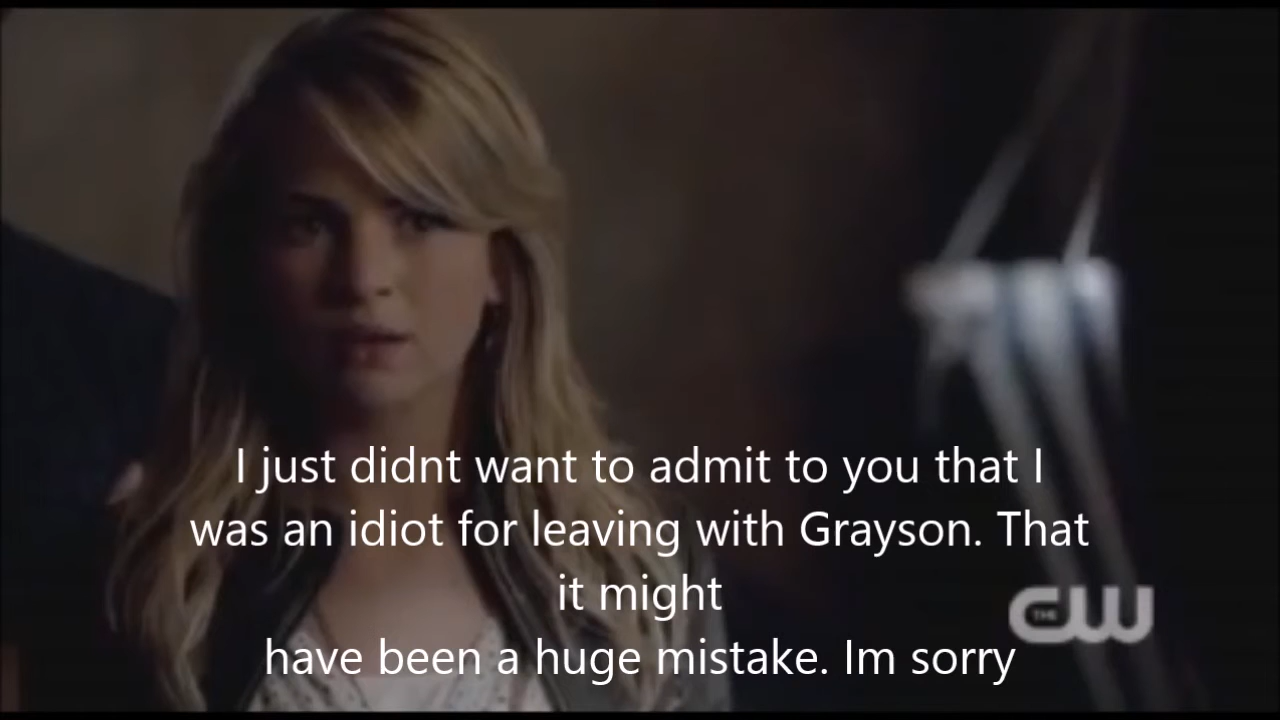 I just didnt want to admit to you that I
was an idiot for leaving with Grayson. That
it might
have been a huge mistake. Im sorry
THE CW